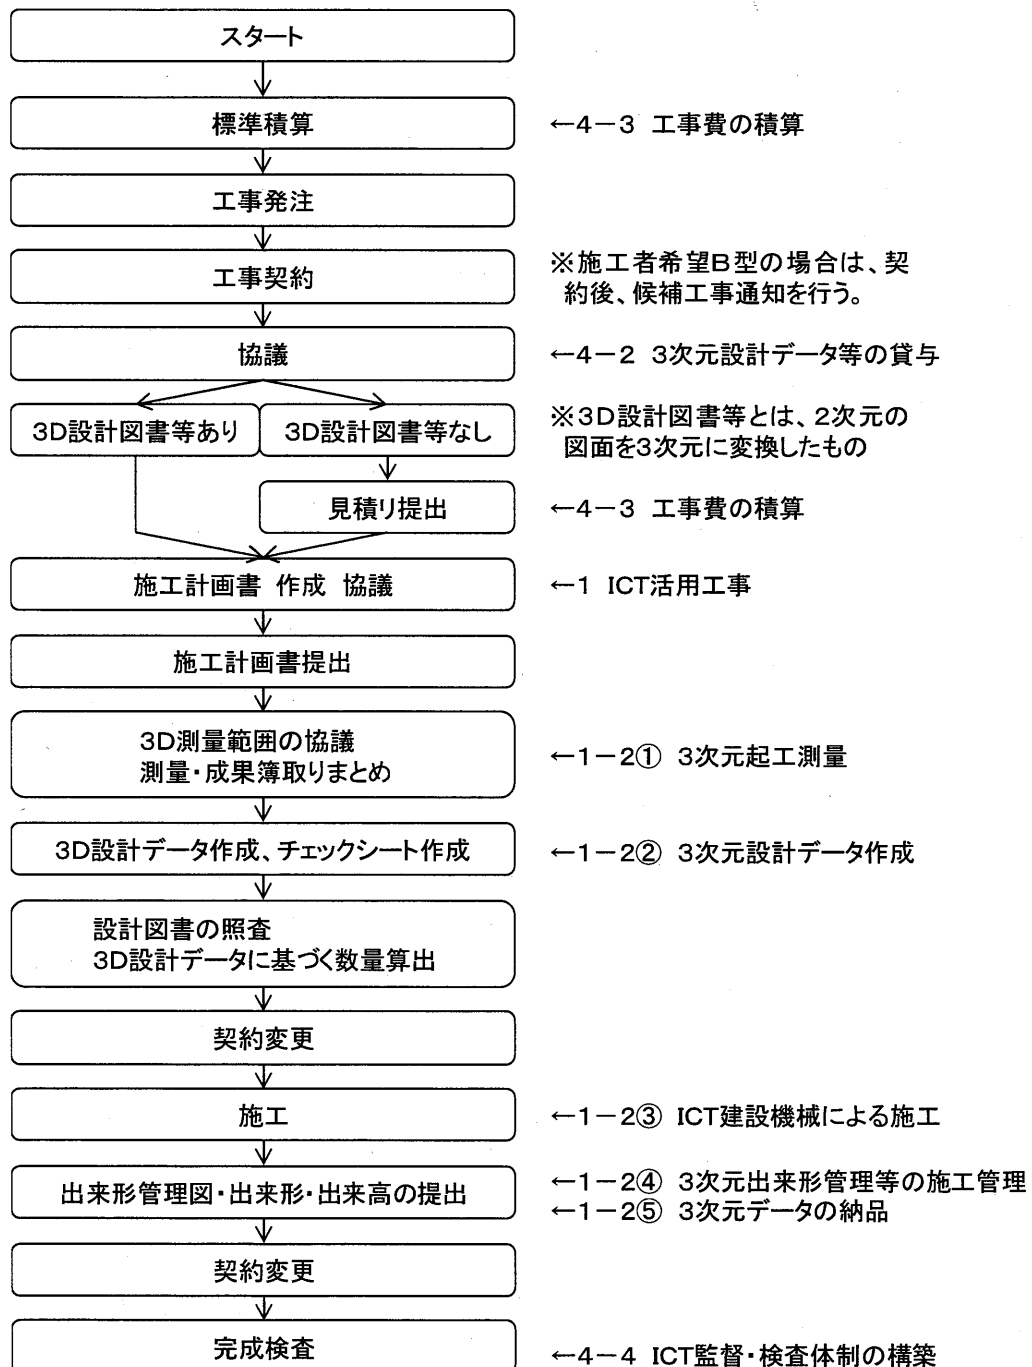 スタート
標準積算
←4－3 工事費の積算
工事発注
工事契約
※施工者希望B型の場合は、契
約後、候補工事通知を行う。
協議
←4－2 3次元設計データ等の貸与
3D設計図書等あり
3D設計図書等なし
※3D設計図書等とは、2次元の
図面を3次元に変換したもの
見積り提出
←4－3 工事費の積算
施工計画書 作成 協議
←1 ICT活用工事
施工計画書提出
3D測量範囲の協議
測量・成果簿取りまとめ
←1－2① 3次元起工測量
3D設計データ作成、チェックシート作成
←1－2② 3次元設計データ作成
設計図書の照査
3D設計データに基づく数量算出
契約変更
施工
←1－2③ ICT建設機械による施工
出来形管理図・出来形・出来高の提出
←1－2④ 3次元出来形管理等の施工管理
←1－2⑤ 3次元データの納品
契約変更
完成検査
←4－4 ICT監督・検査体制の構築